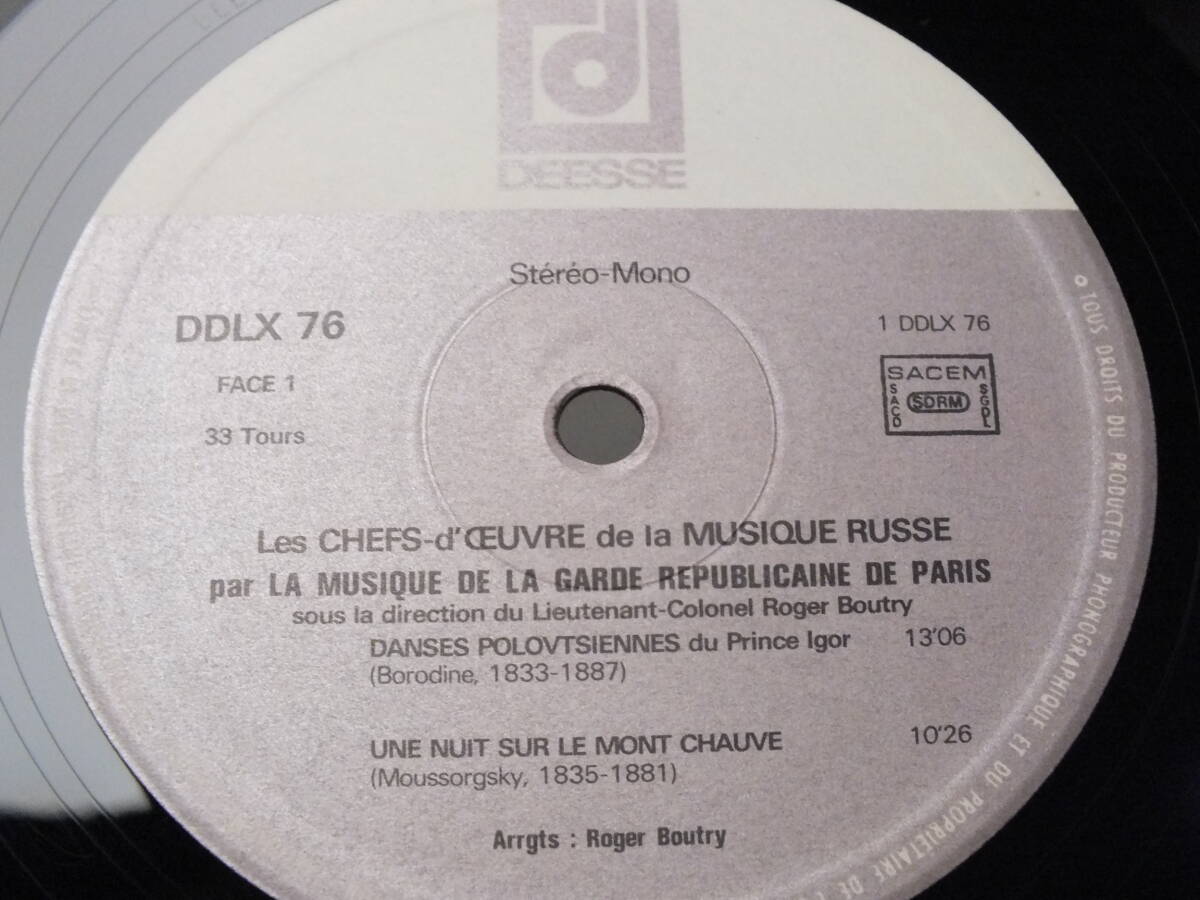 DEESSE
Stéréo-Mono
DDLX 76
1 DDLX 76
FACE 1
33 Tours
SACEM
SACD
SDRM
SGDL
Les CHEFS-d'ŒUVRE de la MUSIQUE RUSSE
par LA MUSIQUE DE LA GARDE REPUBLICAINE DE PARIS
sous la direction du Lieutenant-Colonel Roger Boutry
DANSES POLOVTSIENNES du Prince Igor 13'06
(Borodine, 1833-1887)
UNE NUIT SUR LE MONT CHAUVE 10'26
(Moussorgsky, 1835-1881)
Arrgts : Roger Boutry
TOUS DROITS DU PRODUCTEUR PHONOGRAPHIQUE ET DU PROPRIÉTAIRE DE